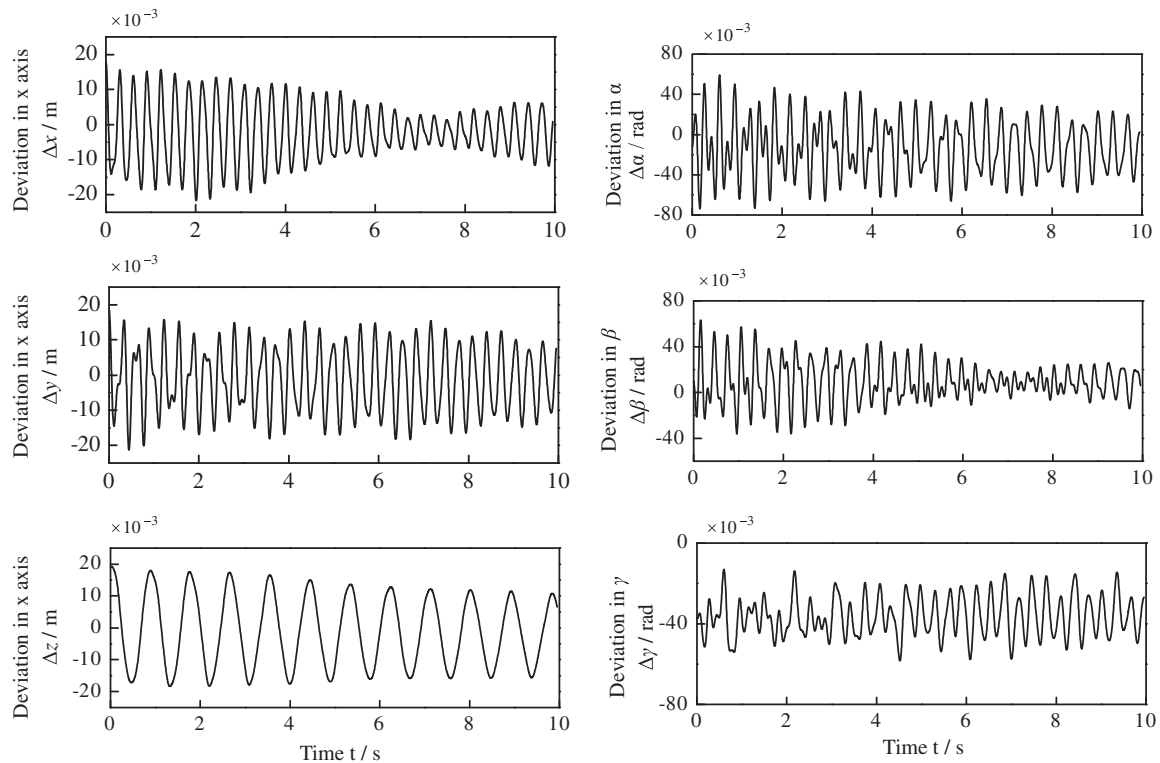 ×10⁻³
Deviation in x axis
Δx / m
20
10
0
-10
-20
0 2 4 6 8 10
×10⁻³
Deviation in α
Δα / rad
80
40
0
-40
-80
0 2 4 6 8 10
×10⁻³
Deviation in x axis
Δy / m
20
10
0
-10
-20
0 2 4 6 8 10
×10⁻³
Deviation in β
Δβ / rad
80
40
0
-40
0 2 4 6 8 10
×10⁻³
Deviation in x axis
Δz / m
20
10
0
-10
-20
0 2 4 6 8 10
Time t / s
×10⁻³
Deviation in γ
Δγ / rad
0
-40
-80
0 2 4 6 8 10
Time t / s